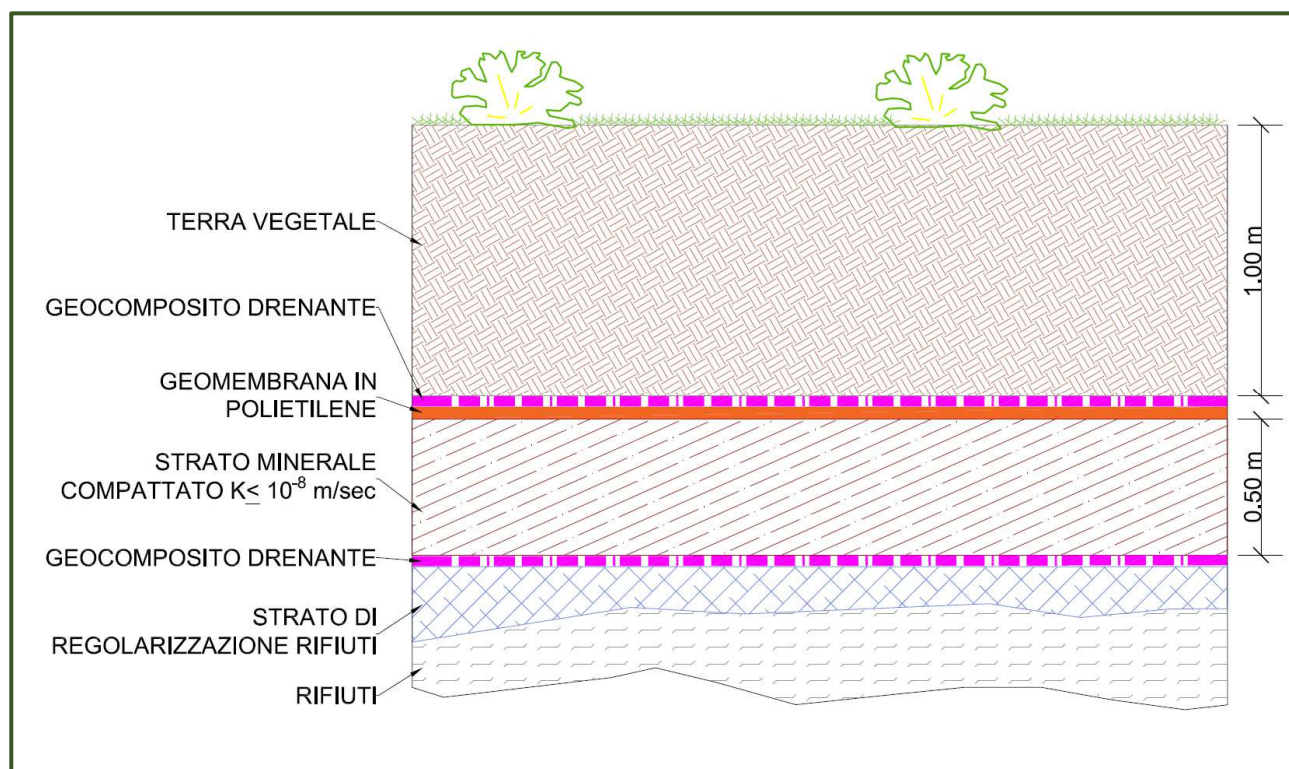 TERRA VEGETALE
GEOCOMPOSITO DRENANTE
GEOMEMBRANA IN
POLIETILENE
STRATO MINERALE
COMPATTATO K≤ 10⁻⁸ m/sec
GEOCOMPOSITO DRENANTE
STRATO DI
REGOLARIZZAZIONE RIFIUTI
RIFIUTI
1.00 m
0.50 m